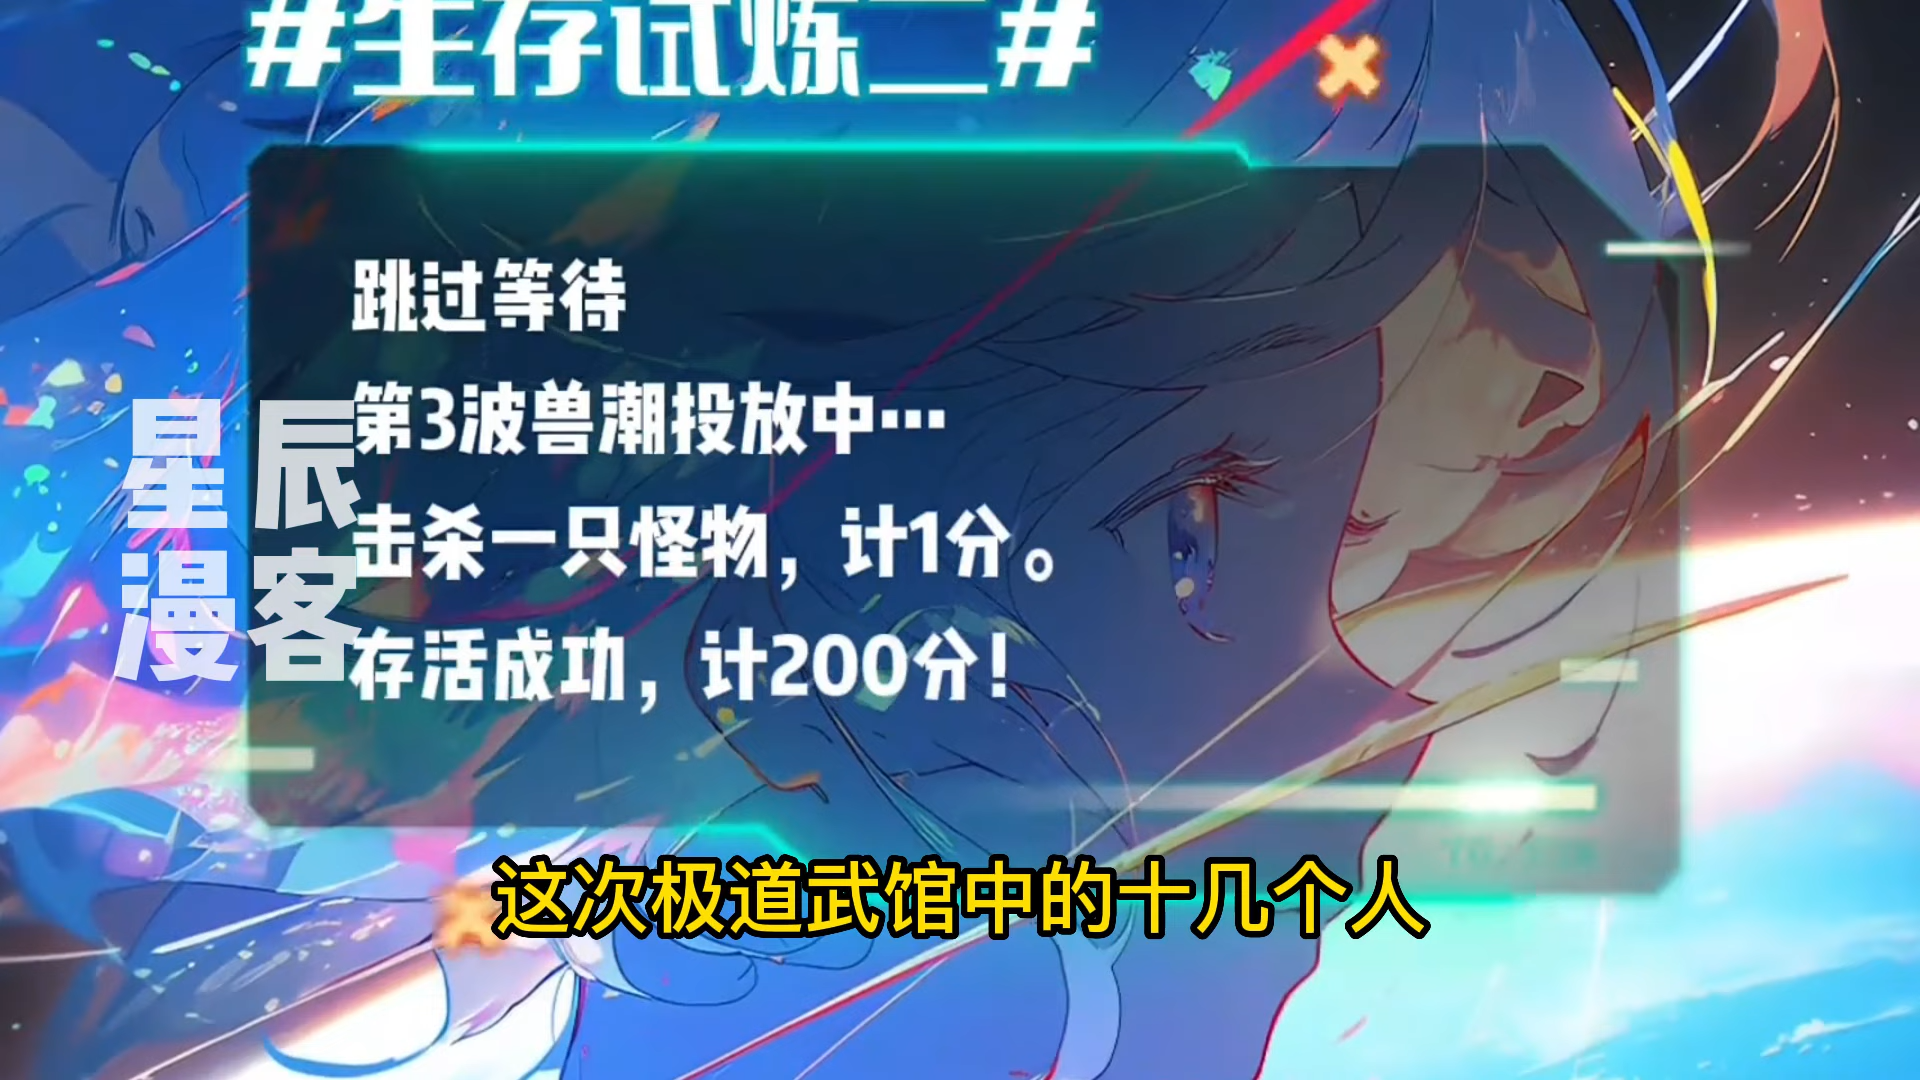 #生存试炼二#
跳过等待
第3波兽潮投放中…
击杀一只怪物，计1分。
存活成功，计200分！
星辰
漫客
这次极道武馆中的十几个人